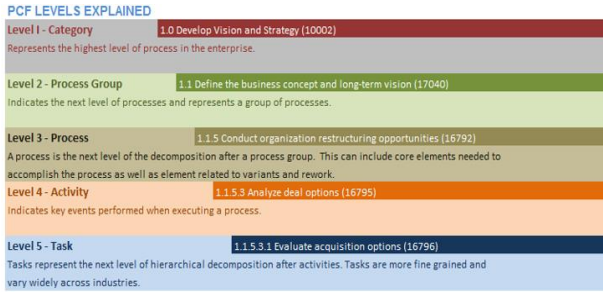 PCF LEVELS EXPLAINED
Level I - Category 1.0 Develop Vision and Strategy (10002)
Represents the highest level of process in the enterprise.
Level 2 - Process Group 1.1 Define the business concept and long-term vision (17040)
Indicates the next level of processes and represents a group of processes.
Level 3 - Process 1.1.5 Conduct organization restructuring opportunities (16792)
A process is the next level of the decomposition after a process group. This can include core elements needed to
accomplish the process as well as element related to variants and rework.
Level 4 - Activity 1.1.5.3 Analyze deal options (16795)
Indicates key events performed when executing a process.
Level 5 - Task 1.1.5.3.1 Evaluate acquisition options (16796)
Tasks represent the next level of hierarchical decomposition after activities. Tasks are more fine grained and
vary widely across industries.